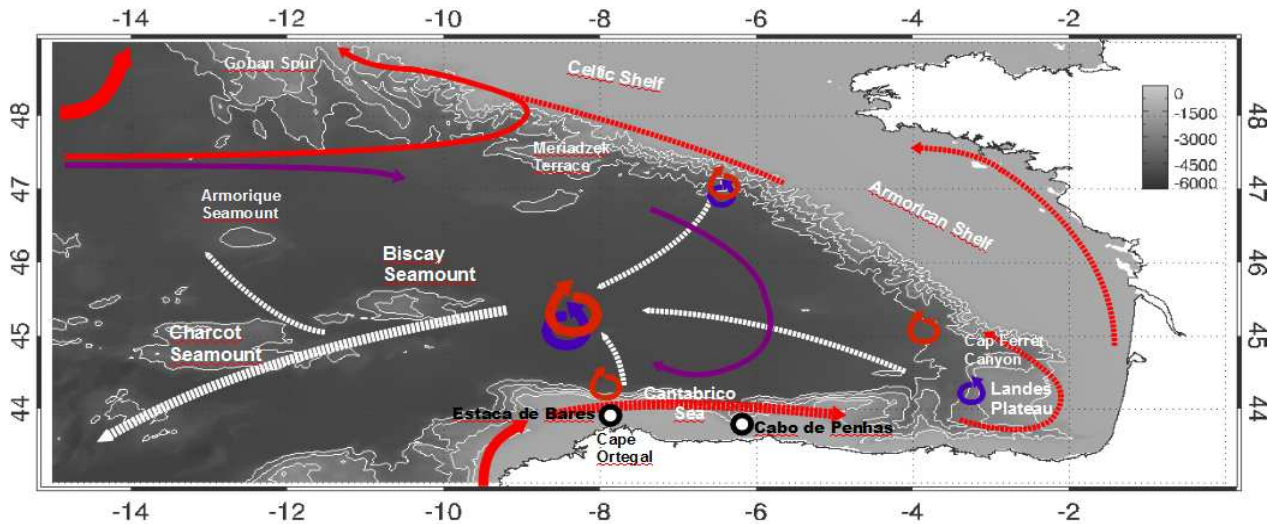 -14 -12 -10 -8 -6 -4 -2
Goban Spur
Celtic Shelf
0
-1500
-3000
-4500
-6000
48 48
Meriadzek
Terrace
47 47
Armorique
Seamount
Armorican Shelf
46 46
Biscay
Seamount
45 45
Charcot
Seamount
Cap Ferret
Canyon
Landes
Plateau
44 44
Cantabrico
Sea
Estaca de Bares
Cabo de Penhas
Cape
Ortegal
-14 -12 -10 -8 -6 -4 -2